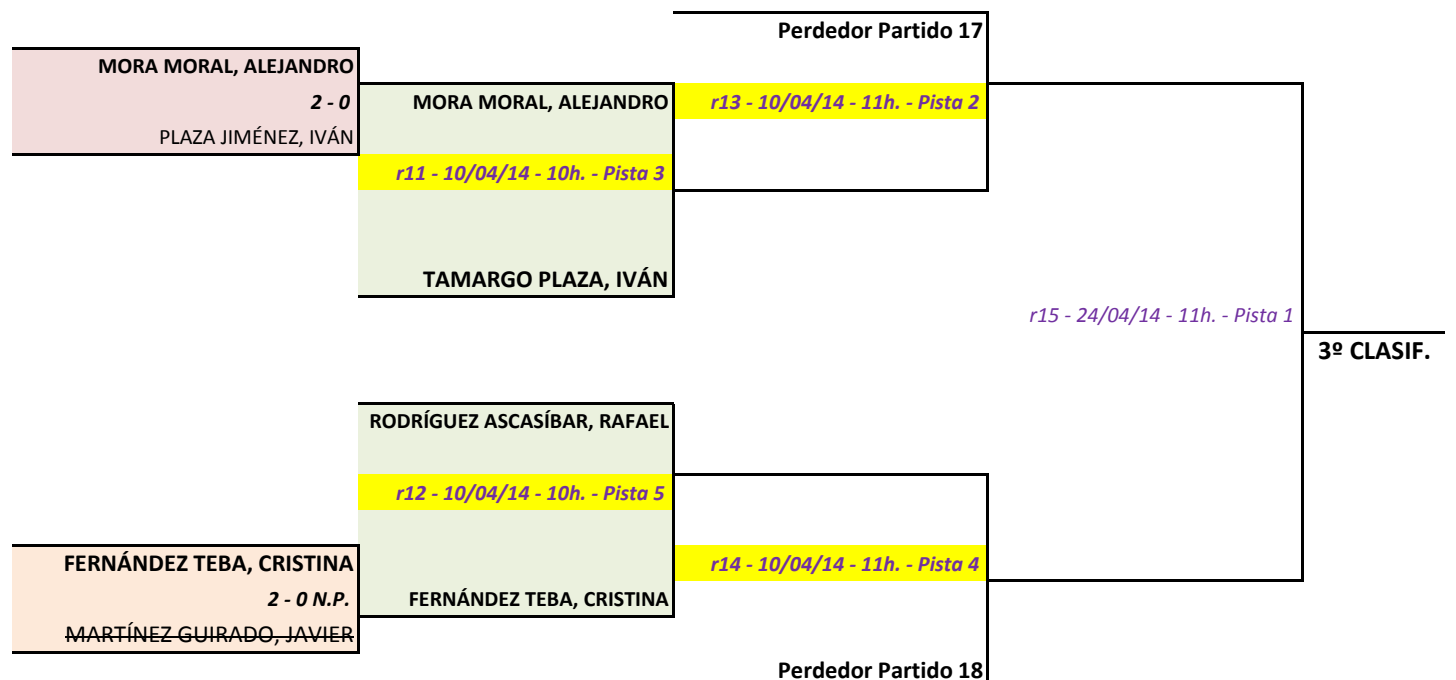 Perdedor Partido 17
MORA MORAL, ALEJANDRO
2 - 0
PLAZA JIMÉNEZ, IVÁN
MORA MORAL, ALEJANDRO
r11 - 10/04/14 - 10h. - Pista 3
TAMARGO PLAZA, IVÁN
r13 - 10/04/14 - 11h. - Pista 2
r15 - 24/04/14 - 11h. - Pista 1
3º CLASIF.
RODRÍGUEZ ASCASÍBAR, RAFAEL
r12 - 10/04/14 - 10h. - Pista 5
FERNÁNDEZ TEBA, CRISTINA
FERNÁNDEZ TEBA, CRISTINA
2 - 0 N.P.
MARTÍNEZ GUIRADO, JAVIER
r14 - 10/04/14 - 11h. - Pista 4
Perdedor Partido 18